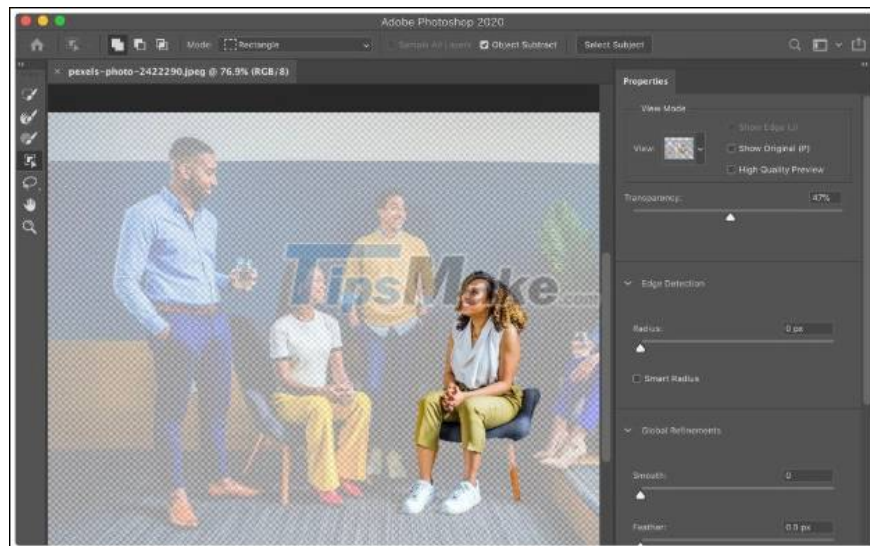 Adobe Photoshop 2020
Mode: Rectangle Sample All Layers Object Subtract Select Subject
× pexels-photo-2422290.jpeg @ 76.9% (RGB/8)
Properties
View Mode
Show Edge (J)
View: Show Original (P)
High Quality Preview
Transparency: 47%
TipsMake.com
Edge Detection
Radius: 0 px
Smart Radius
Global Refinements
Smooth: 0
Feather: 0.0 px